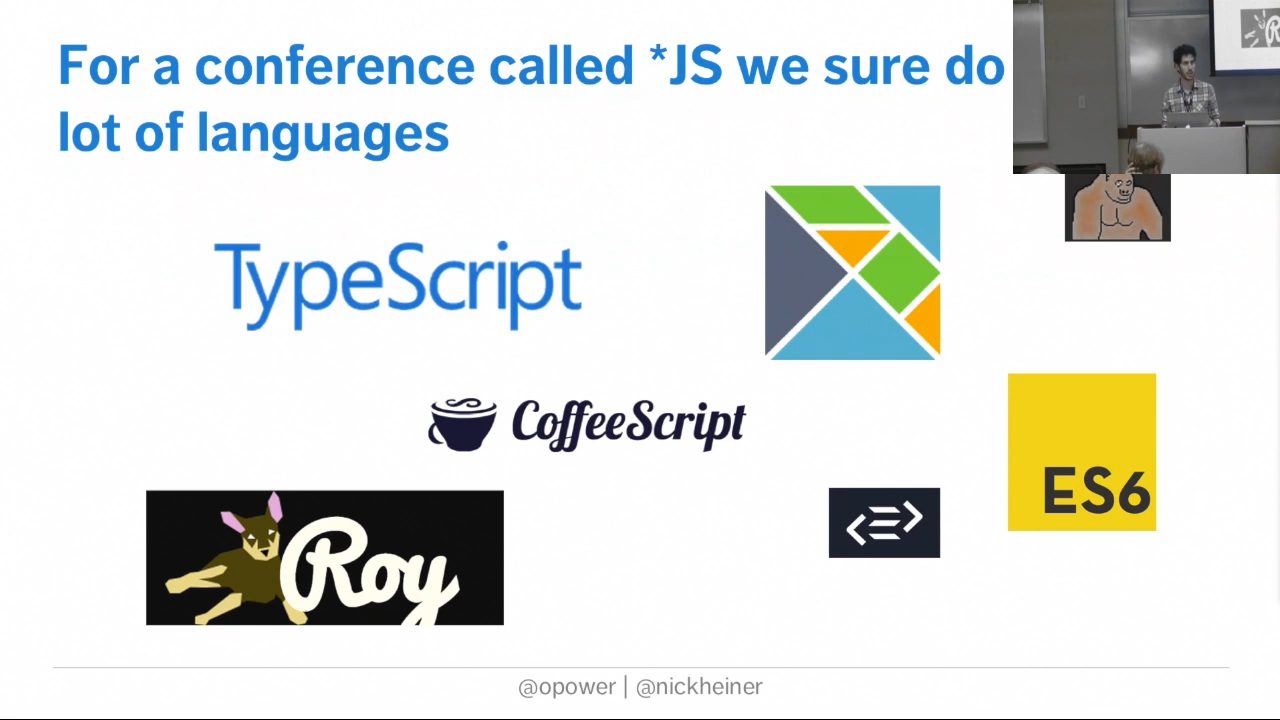 For a conference called *JS we sure do
lot of languages
TypeScript
CoffeeScript
ES6
Roy
@opower | @nickheiner